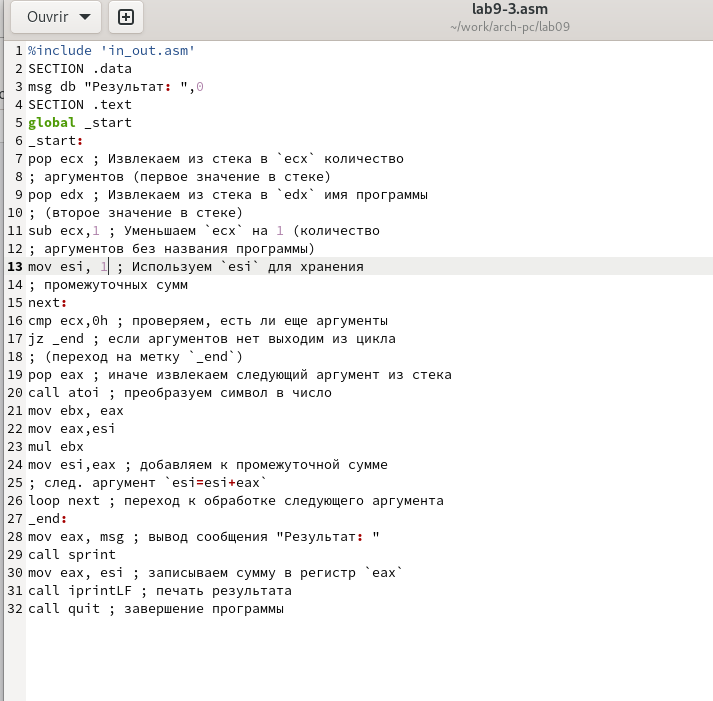 Ouvrir
lab9-3.asm
~/work/arch-pc/lab09
1 %include 'in_out.asm'
2 SECTION .data
3 msg db "Результат: ",0
4 SECTION .text
5 global _start
6 _start:
7 pop ecx ; Извлекаем из стека в `ecx` количество
8 ; аргументов (первое значение в стеке)
9 pop edx ; Извлекаем из стека в `edx` имя программы
10 ; (второе значение в стеке)
11 sub ecx,1 ; Уменьшаем `ecx` на 1 (количество
12 ; аргументов без названия программы)
13 mov esi, 1 ; Используем `esi` для хранения
14 ; промежуточных сумм
15 next:
16 cmp ecx,0h ; проверяем, есть ли еще аргументы
17 jz _end ; если аргументов нет выходим из цикла
18 ; (переход на метку `_end`)
19 pop eax ; иначе извлекаем следующий аргумент из стека
20 call atoi ; преобразуем символ в число
21 mov ebx, eax
22 mov eax,esi
23 mul ebx
24 mov esi,eax ; добавляем к промежуточной сумме
25 ; след. аргумент `esi=esi+eax`
26 loop next ; переход к обработке следующего аргумента
27 _end:
28 mov eax, msg ; вывод сообщения "Результат: "
29 call sprint
30 mov eax, esi ; записываем сумму в регистр `eax`
31 call iprintLF ; печать результата
32 call quit ; завершение программы